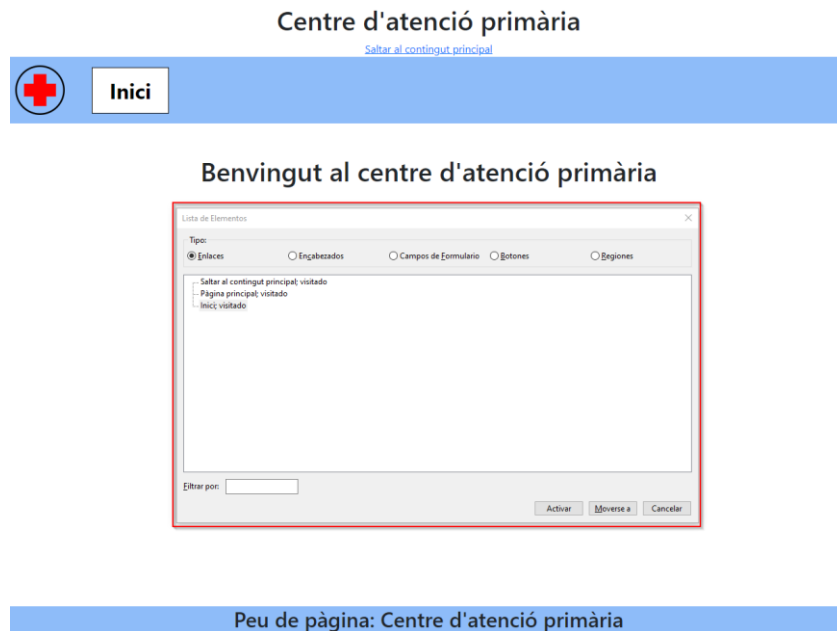 Centre d'atenció primària
Saltar al contingut principal
Inici
Benvingut al centre d'atenció primària
Lista de Elementos
Tipo:
Enlaces Encabezados Campos de Formulario Botones Regiones
Saltar al contingut principal; visitado
Pàgina principal; visitado
Inici; visitado
Filtrar por:
Activar Moverse a Cancelar
Peu de pàgina: Centre d'atenció primària